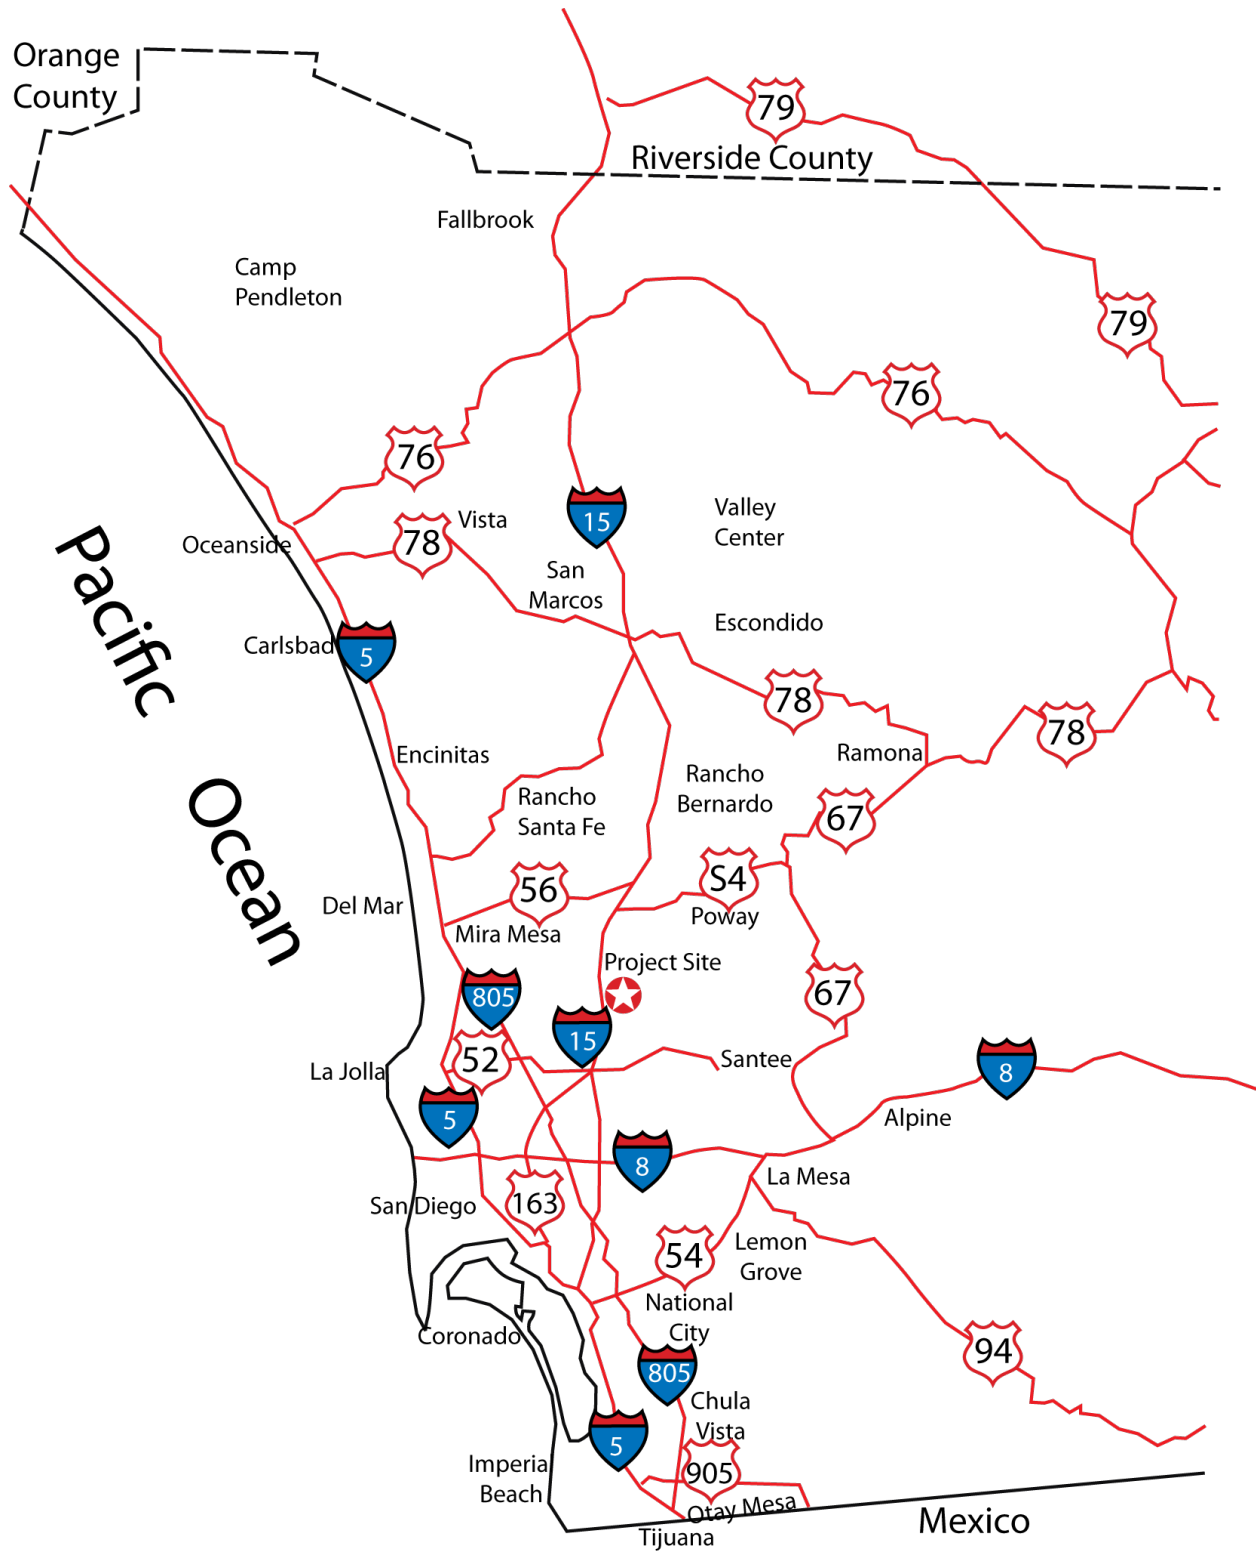 Orange
County
79
Riverside County
Fallbrook
Camp
Pendleton
79
76
76
Vista
15
Valley
Center
78
Oceanside
San
Marcos
Pacific
Escondido
Carlsbad
5
78
78
Encinitas
Ramona
Rancho
Bernardo
Rancho
Santa Fe
67
Ocean
56
S4
Del Mar
Poway
Mira Mesa
Project Site
805
67
15
52
Santee
La Jolla
8
5
Alpine
8
La Mesa
San Diego
163
54
Lemon
Grove
National
City
Coronado
94
805
Chula
Vista
5
Imperia
Beach
905
Otay Mesa
Mexico
Tijuana